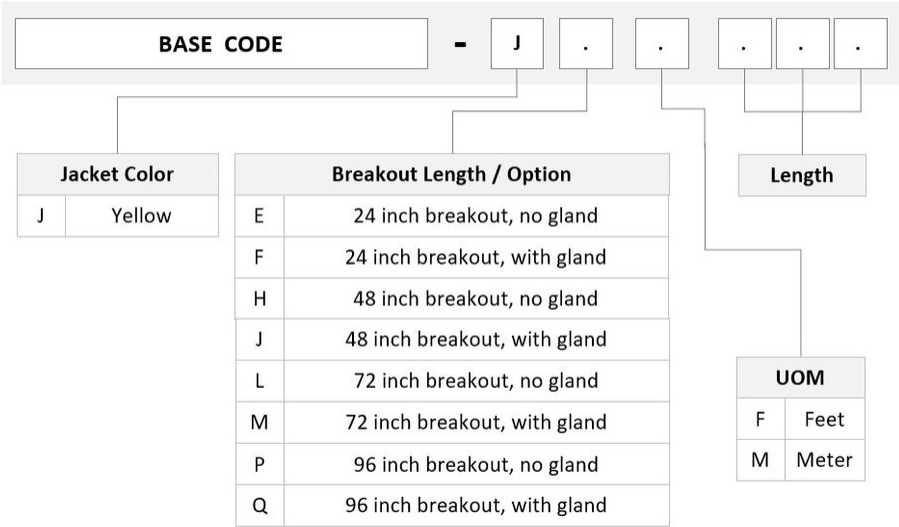 BASE CODE - J . . . . .
Jacket Color
J Yellow
Breakout Length / Option
E 24 inch breakout, no gland
F 24 inch breakout, with gland
H 48 inch breakout, no gland
J 48 inch breakout, with gland
L 72 inch breakout, no gland
M 72 inch breakout, with gland
P 96 inch breakout, no gland
Q 96 inch breakout, with gland
Length
UOM
F Feet
M Meter